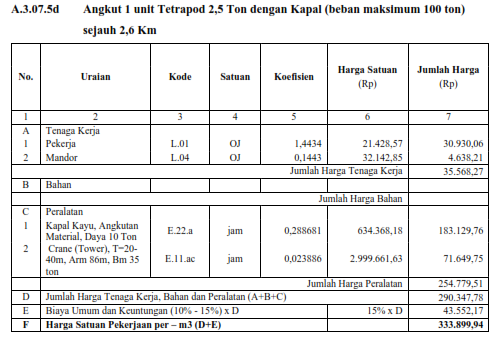 A.3.07.5d Angkut 1 unit Tetrapod 2,5 Ton dengan Kapal (beban maksimum 100 ton)
sejauh 2,6 Km
No. Uraian Kode Satuan Koefisien Harga Satuan (Rp) Jumlah Harga (Rp)
1 2 3 4 5 6 7
A Tenaga Kerja
1 Pekerja L.01 OJ 1,4434 21.428,57 30.930,06
2 Mandor L.04 OJ 0,1443 32.142,85 4.638,21
Jumlah Harga Tenaga Kerja 35.568,27
B Bahan
Jumlah Harga Bahan
C Peralatan
1 Kapal Kayu, Angkutan Material, Daya 10 Ton E.22.a jam 0,288681 634.368,18 183.129,76
2 Crane (Tower), T=20-40m, Arm 86m, Bm 35 ton E.11.ac jam 0,023886 2.999.661,63 71.649,75
Jumlah Harga Peralatan 254.779,51
D Jumlah Harga Tenaga Kerja, Bahan dan Peralatan (A+B+C) 290.347,78
E Biaya Umum dan Keuntungan (10% - 15%) x D 15% x D 43.552,17
F Harga Satuan Pekerjaan per – m3 (D+E) 333.899,94